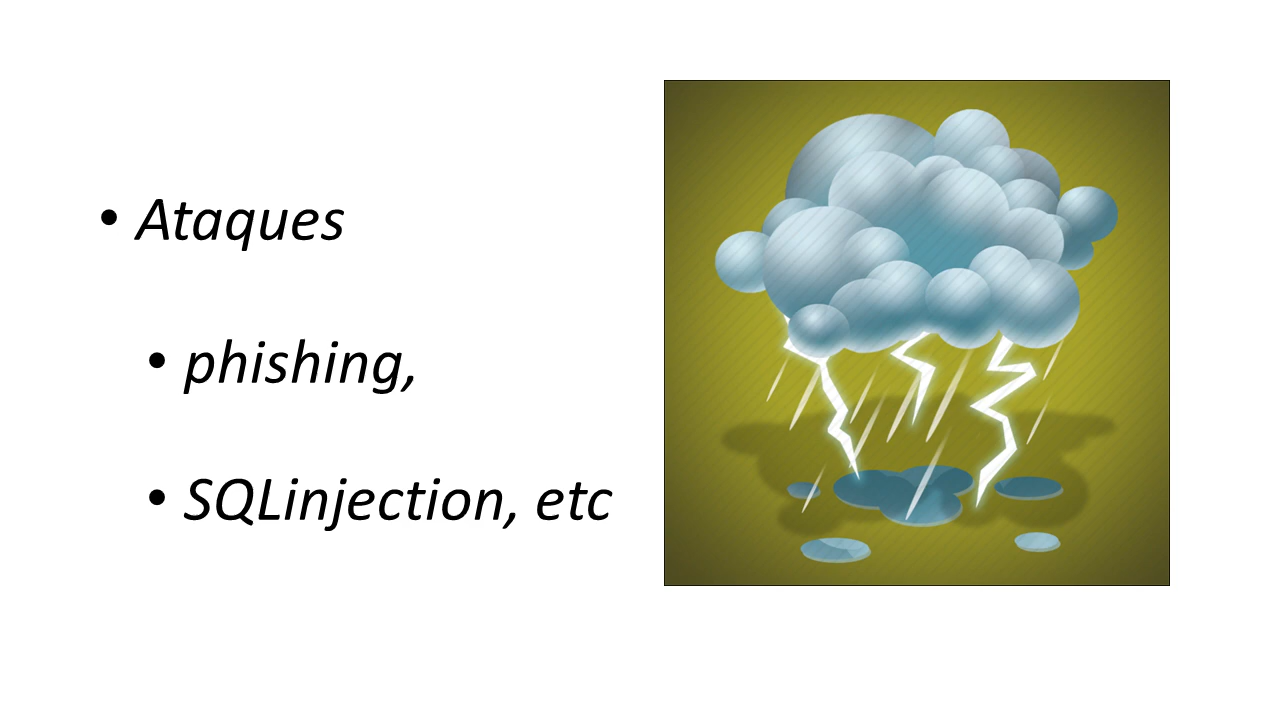 • Ataques
• phishing,
• SQLinjection, etc